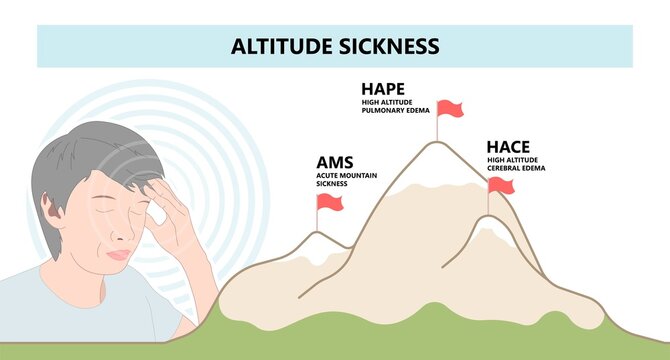 ALTITUDE SICKNESS
HAPE
HIGH ALTITUDE
PULMONARY EDEMA
HACE
HIGH ALTITUDE
CEREBRAL EDEMA
AMS
ACUTE MOUNTAIN
SICKNESS